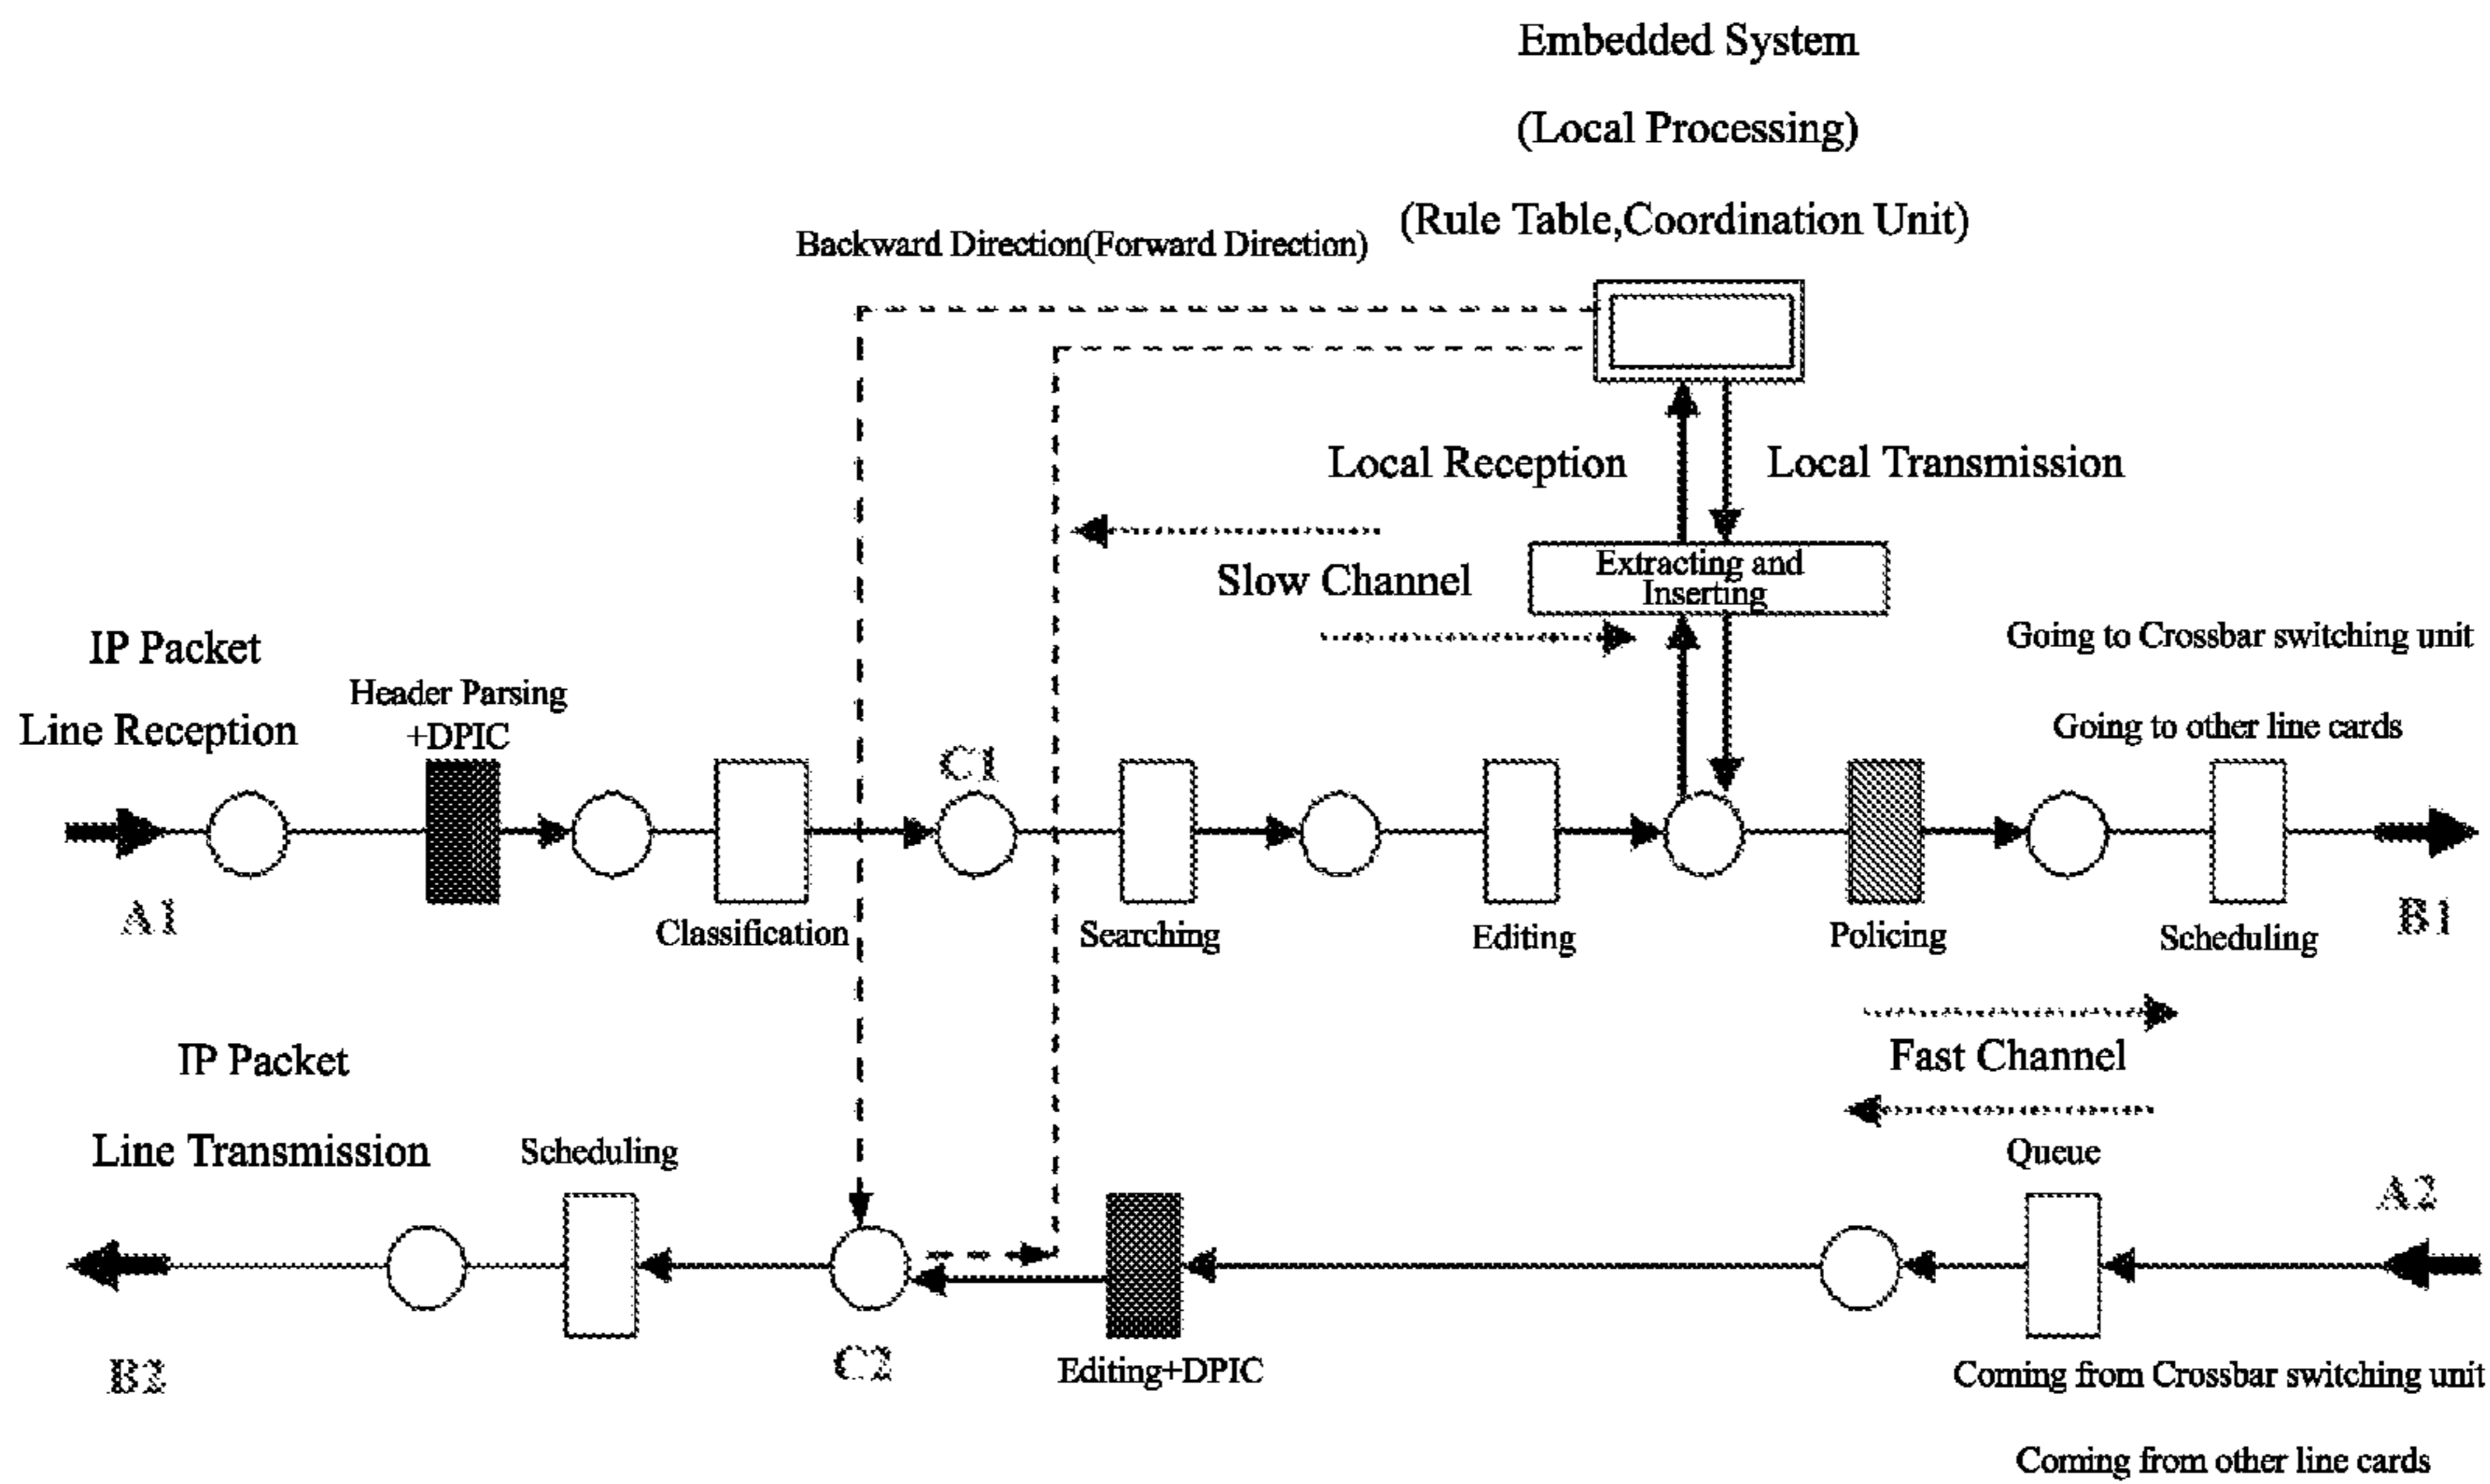 Embedded System
(Local Processing)
(Rule Table,Coordination Unit)
Backward Direction(Forward Direction)
Local Reception
Local Transmission
Slow Channel
Extracting and
Inserting
IP Packet
Line Reception
Header Parsing
+DPIC
Going to Crossbar switching unit
Going to other line cards
C1
A1
Classification
Searching
Editing
Policing
Scheduling
B1
Fast Channel
IP Packet
Line Transmission
Scheduling
Queue
A2
B2
C2
Editing+DPIC
Coming from Crossbar switching unit
Coming from other line cards